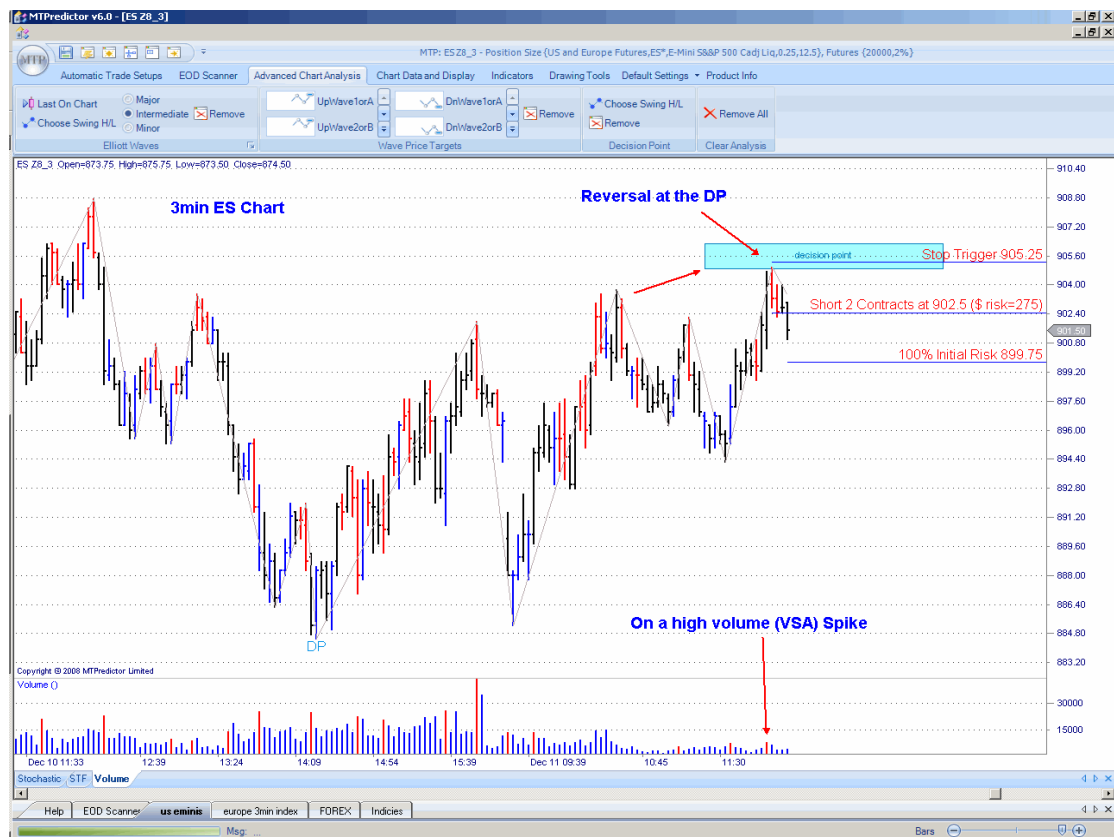 MTPredictor v6.0 - [ES Z8_3]
MTP
MTP: ES Z8_3 - Position Size {US and Europe Futures,ES*,E-Mini S&&P 500 Cadj Liq,0.25,12.5}, Futures {20000,2%}
Automatic Trade Setups EOD Scanner Advanced Chart Analysis Chart Data and Display Indicators Drawing Tools Default Settings Product Info
Last On Chart
Choose Swing H/L
Major
Intermediate
Minor
Remove
Elliott Waves
UpWave1orA
UpWave2orB
DnWave1orA
DnWave2orB
Remove
Wave Price Targets
Choose Swing H/L
Remove
Decision Point
Remove All
Clear Analysis
ES Z8_3 Open=873.75 High=875.75 Low=873.50 Close=874.50
3min ES Chart
Reversal at the DP
decision point
Stop Trigger 905.25
Short 2 Contracts at 902.5 ($ risk=275)
100% Initial Risk 899.75
910.40
908.80
907.20
905.60
904.00
902.40
901.50
900.80
899.20
897.60
896.00
894.40
892.80
891.20
889.60
888.00
886.40
884.80
883.20
DP
On a high volume (VSA) Spike
Copyright © 2008 MTPredictor Limited
Volume ()
30000
15000
Dec 10 11:33 12:39 13:24 14:09 14:54 15:30 Dec 11 09:39 10:45 11:30
Stochastic STF Volume
Help EOD Scanner us eminis europe 3min index FOREX Indicies
Msg: ...
Bars